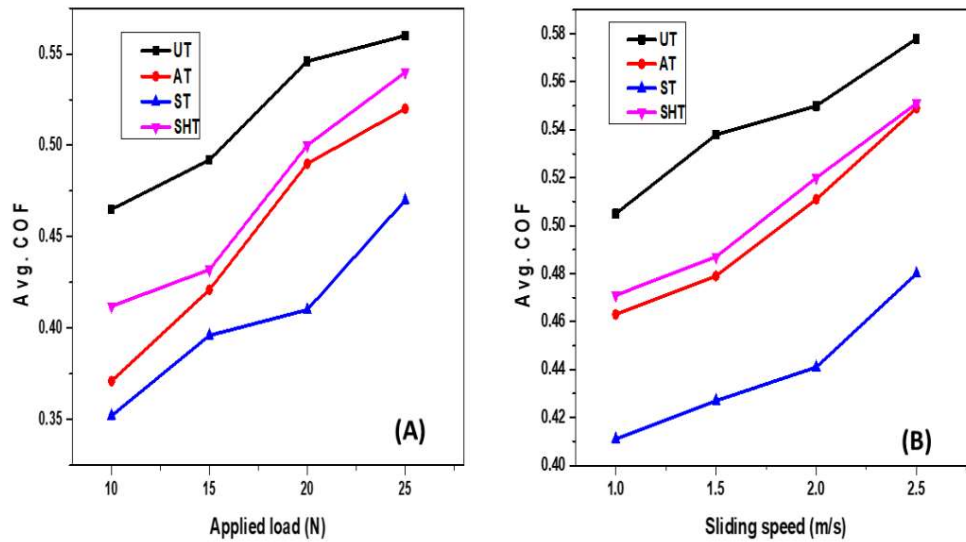 UT
AT
ST
SHT
0.55
0.50
0.45
0.40
0.35
Avg. COF
10
15
20
25
Applied load (N)
(A)
UT
AT
ST
SHT
0.58
0.56
0.54
0.52
0.50
0.48
0.46
0.44
0.42
0.40
Avg. COF
1.0
1.5
2.0
2.5
Sliding speed (m/s)
(B)